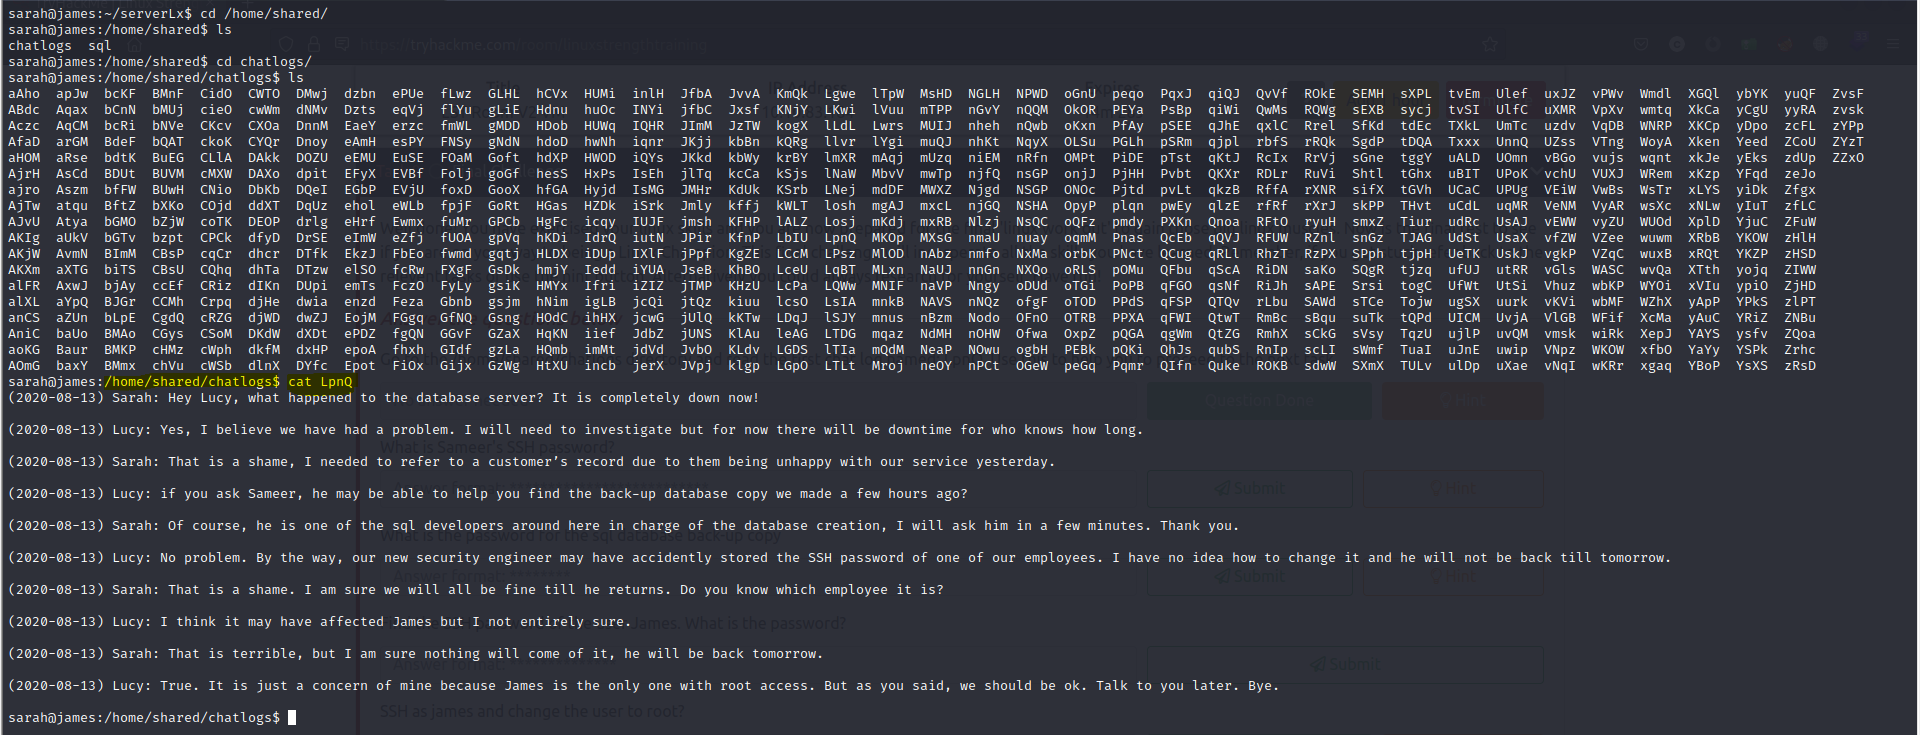 sarah@james:~/serverLx$ cd /home/shared/
sarah@james:/home/shared$ ls
chatlogs sql
sarah@james:/home/shared$ cd chatlogs/
sarah@james:/home/shared/chatlogs$ ls
aAho apJw bcKF BMnF CidO CWTO DMwj dzbn ePUe fLwz GLHL hCVx HUMi inlH JfbA JvvA KmQk Lgwe lTpW MsHD NGLH NPWD oGnU peqo PqxJ qiQJ QvVf ROkE SEMH sXPL tvEm Ulef uxJZ vPWv Wmdl XGQl ybYK yuQF ZvsF
ABdc Aqax bCnN bMUj cieO cwWm dNMv Dzts eqVj flYu gLiE Hdnu huOc INYi jfbC Jxsf KNjY LKwi lVuu mTPP nGvY nQQM OkOR PEYa PsBp qiWi QwMs RQWg sEXB sycj tvSI UlfC uXMR VpXv wmtq XkCa yCgU yyRA zvsk
Aczc AqCM bcRi bNVe CKcv CXOa DnnM EaeY erzc fmWL gMDD HDob HUWq IQHR JImM JzTW kogX lLdL Lwrs MUIJ nheh nQwb oKxn PfAy pSEE qJhE qxlC Rrel SfKd tdEc TXkL UmTc uzdv VqDB WNRP XKCp yDpo zcFL zYPp
AfaD arGM BdeF bQAT ckoK CYQr Dnoy eAmH esPY FNSy gNdN hdoD hwNh iqnr JKjj kbBn kQRg llvr lYgi muQJ nhKt NqyX OLSu PGLh pSRm qjpl rbfS rRQk SgdP tDQA Txxx UnnQ UZss VTng WoyA Xken Yeed ZCoU ZYzT
aHOM aRse bdtK BuEG CLlA DAkk DOZU eEMU EuSE FOaM Goft hdXP HWOD iQYs JKkd kbWy krBY lmXR mAqj mUzq niEM nRfn OMPt PiDE pTst qKtJ RcIx RrVj sGne tggY uALD UOmn vBGo vujs wqnt xkJe yEks zdUp ZZxO
AjrH AsCd BDUt BUVM cMXW DAXo dpit EFyX EVBf Folj goGf hesS HxPs IsEh jlTq kcCa kSjs lNaW MbvV mwTp njfQ nsGP onjJ PjHH Pvbt QKXr RDLr RuVi Shtl tGhx uBIT UPoK vchU VUXJ WRem xKzp YFqd zeJo
ajro Aszm bfFW BUwH CNio DbKb DQeI EGbP EVjU foxD GooX hfGA Hyjd IsMG JMHr KdUk KSrb LNej mdDF MWXZ Njgd NSGP ONOc Pjtd pvLt qkzB RffA rXNR sifX tGVh UCaC UPUg VEiW VwBs WsTr xLYS yiDk Zfgx
AjTw atqu BftZ bXKo COjd ddXT DQuz ehol eWLb fpjF GoRt HGas HZDk iSrk Jmly kffj kWLT losh mgAJ mxcL njGQ NSHA OpyP plqn pwEy qlzE rfRf rXrJ skPP THvt uCdL uqMR VeNM VyAR wsXc xNLw yIuT zfLC
AJvU Atya bGMO bZjW coTK DEOP drlg eHrf Ewmx fuMr GPCb HgFc icqy IUJF jmsh KFHP lALZ Losj mKdj mxRB Nlzj NsQC oQFz pmdy PXKn Qnoa RFtO ryuH smxZ Tiur udRc UsAJ vEWW vyZU WUOd XplD YjuC ZFuW
AKIg aUkV bGTv bzpt CPCk dfyD DrSE eImW eZfj fUOA gpVq hKDi IdrQ iutN JPir KfnP LbIU LpnQ MKOp MXsG nmaU nuay oqmM Pnas QcEb qQVJ RFUW RZnl snGz TJAG UdSt UsaX vfZW VZee wuwm XRbB YKOW zHlH
AKjW AvmN BImM CBsP cqCr dhcr DTfk EkzJ FbEo fwmd gqtj HLDX iDUp IXlF jPpf KgZE LCcM LPsz MlOD nAbz nmfo NxMa orbK PNct QCug qRLl RhzT RZPX SPph tjpH UeTK UskJ vgkP VZqC wuxB xRQt YKZP zHSD
AKXm aXTG biTS CBsU CQhq dhTa DTzw elSO fcRw FXgF GsDk hmjY Iedd iYUA JseB KhBO LCeU LqBT MLxn NaUJ nnGG NXQo oRLS pOMu QFbu qScA RiDN saKo SQgR tjzq ufUJ utRR vGls WASC wvQa XTth yojq ZIWW
alFR AxwJ bjAy ccEf CRiz dIKn DUpi emTs FczO FyLy gsiK HMYx Ifri iZIZ jTMP KHzU LcPa LQWw MNIF naVP Nngy oDUd oTGi PoPB qFGO qsNf RiJh sAPE Srsi togC UfWt UtSi Vhuz wbKP WYOi xVIu ypiO ZjHD
alXL aYpQ BJGr CCMh Crpq djHe dwia enzd Feza Gbnb gsjm hNim igLB jcQi jtQz kiuu lcsO LsIA mnkB NAVS nNQz ofgF oTOD PPdS qFSP QTQv rLbu SAWd sTCe Tojw ugSX uurk vKVi wbMF WZhX yApP YPkS zlPT
anCS aZUn bLpE CgdQ cRZG djWD dwZJ EojM FGgq GfNQ Gsng HOdC ihHX jcwG jUlQ kKTw LDqJ lSJY mnus nBzm Nodo OFnO OTRB PPXA qFWI QtwT RmBc sBqu suTk tQPd UICM UvjA VlGB WFif XcMa yAuC YRiZ ZNBu
AniC baUo BMAo CGys CSoM DKdW dXDt ePDZ fgQN GGvF GZaX HqKN iief JdbZ jUNS KlAu leAG LTDG mqaz NdMH nOHW Ofwa OxpZ pQGA qgWm QtZG RmhX sCkG sVsy TqzU ujlP uvQM vmsk wiRk XepJ YAYS ysfv ZQoa
aoKG Baur BMKP cHMz cWph dkfM dxHP epoA fhxh GIdf gzLx HQmb imMt jdVd JvbO KLdv LGDS lTIa mQdM NeaP NOwu ogbH PEBk pQKi QhJs qubS RnIp scLI sWmf TuaI uJnE uwip VNpz WKOW xfbO YaYy YSPk Zrhc
AOmG baxY BMmx chVu cWSb dlnX DYfc Epot FiOx Gijx GzWg HtXU incb jerX JVpj klgp LGpO LTLt Mroj neOY nPCt OGeW peGq Pqmr QIfn Quke ROKB sdwW SXmX TULv ulDp uXae vNqI wKRr xgaq YBoP YsXS zRsD
sarah@james:/home/shared/chatlogs$ cat LpnQ
(2020-08-13) Sarah: Hey Lucy, what happened to the database server? It is completely down now!
(2020-08-13) Lucy: Yes, I believe we have had a problem. I will need to investigate but for now there will be downtime for who knows how long.
(2020-08-13) Sarah: That is a shame, I needed to refer to a customer’s record due to them being unhappy with our service yesterday.
(2020-08-13) Lucy: if you ask Sameer, he may be able to help you find the back-up database copy we made a few hours ago?
(2020-08-13) Sarah: Of course, he is one of the sql developers around here in charge of the database creation, I will ask him in a few minutes. Thank you.
(2020-08-13) Lucy: No problem. By the way, our new security engineer may have accidently stored the SSH password of one of our employees. I have no idea how to change it and he will not be back till tomorrow.
(2020-08-13) Sarah: That is a shame. I am sure we will all be fine till he returns. Do you know which employee it is?
(2020-08-13) Lucy: I think it may have affected James but I not entirely sure.
(2020-08-13) Sarah: That is terrible, but I am sure nothing will come of it, he will be back tomorrow.
(2020-08-13) Lucy: True. It is just a concern of mine because James is the only one with root access. But as you said, we should be ok. Talk to you later. Bye.
sarah@james:/home/shared/chatlogs$